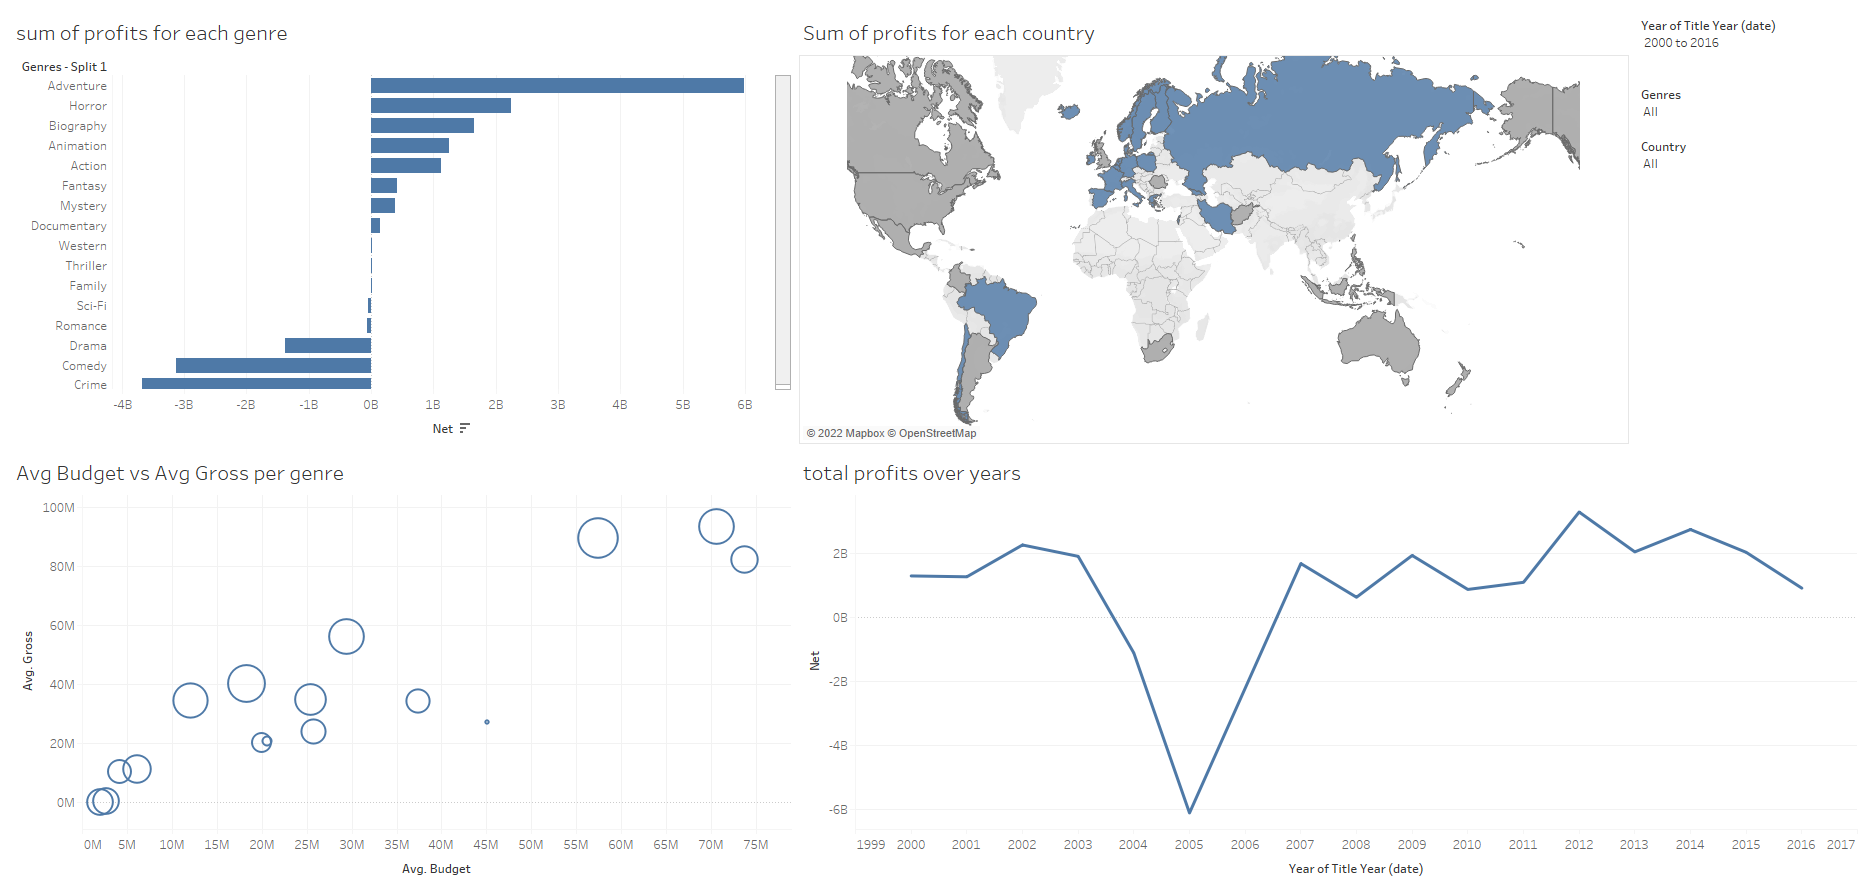 sum of profits for each genre
Genres - Split 1
Adventure
Horror
Biography
Animation
Action
Fantasy
Mystery
Documentary
Western
Thriller
Family
Sci-Fi
Romance
Drama
Comedy
Crime
-4B -3B -2B -1B 0B 1B 2B 3B 4B 5B 6B
Net
Sum of profits for each country
© 2022 Mapbox © OpenStreetMap
Year of Title Year (date)
2000 to 2016
Genres
All
Country
All
Avg Budget vs Avg Gross per genre
Avg. Gross
100M
80M
60M
40M
20M
0M
0M 5M 10M 15M 20M 25M 30M 35M 40M 45M 50M 55M 60M 65M 70M 75M
Avg. Budget
total profits over years
Net
2B
0B
-2B
-4B
-6B
1999 2000 2001 2002 2003 2004 2005 2006 2007 2008 2009 2010 2011 2012 2013 2014 2015 2016 2017
Year of Title Year (date)